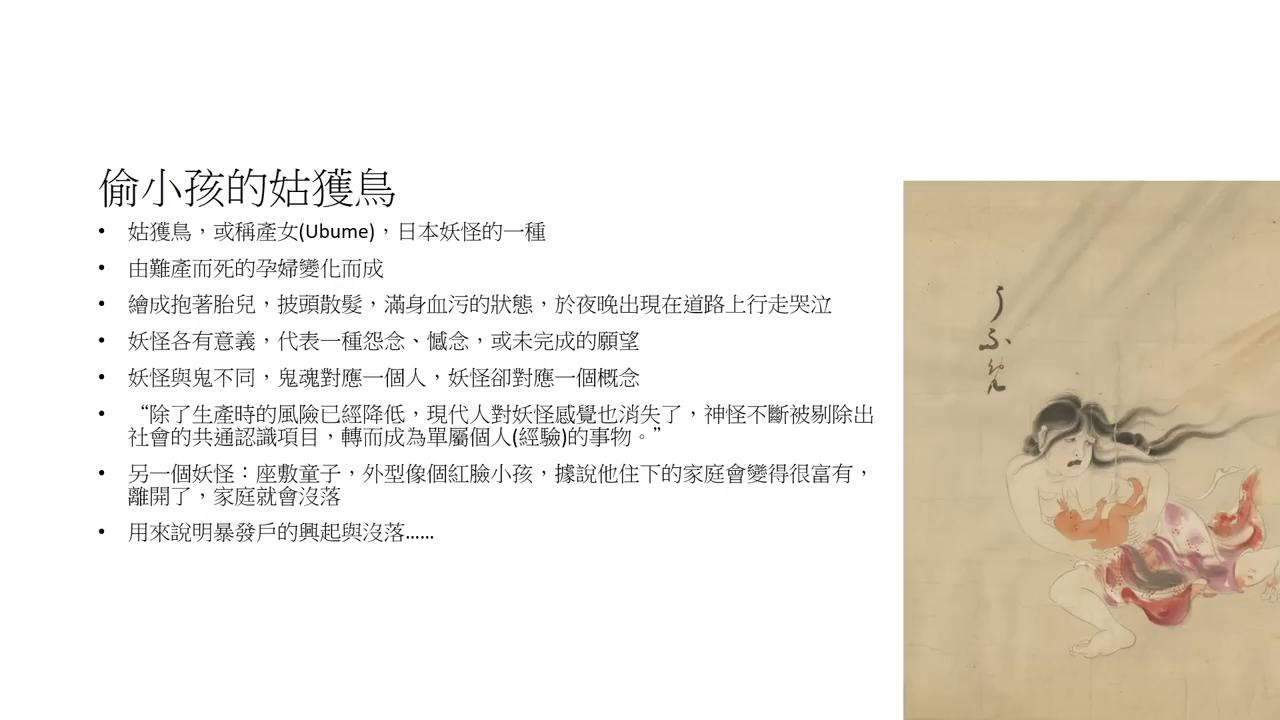 偷小孩的姑獲鳥
• 姑獲鳥，或稱產女(Ubume)，日本妖怪的一種
• 由難產而死的孕婦變化而成
• 繪成抱著胎兒，披頭散髮，滿身血污的狀態，於夜晚出現在道路上行走哭泣
• 妖怪各有意義，代表一種怨念、憾念，或未完成的願望
• 妖怪與鬼不同，鬼魂對應一個人，妖怪卻對應一個概念
• “除了生產時的風險已經降低，現代人對妖怪感覺也消失了，神怪不斷被剔除出
社會的共通認識項目，轉而成為單屬個人(經驗)的事物。”
• 另一個妖怪：座敷童子，外型像個紅臉小孩，據說他住下的家庭會變得很富有，
離開了，家庭就會沒落
• 用來說明暴發戶的興起與沒落......
うふ